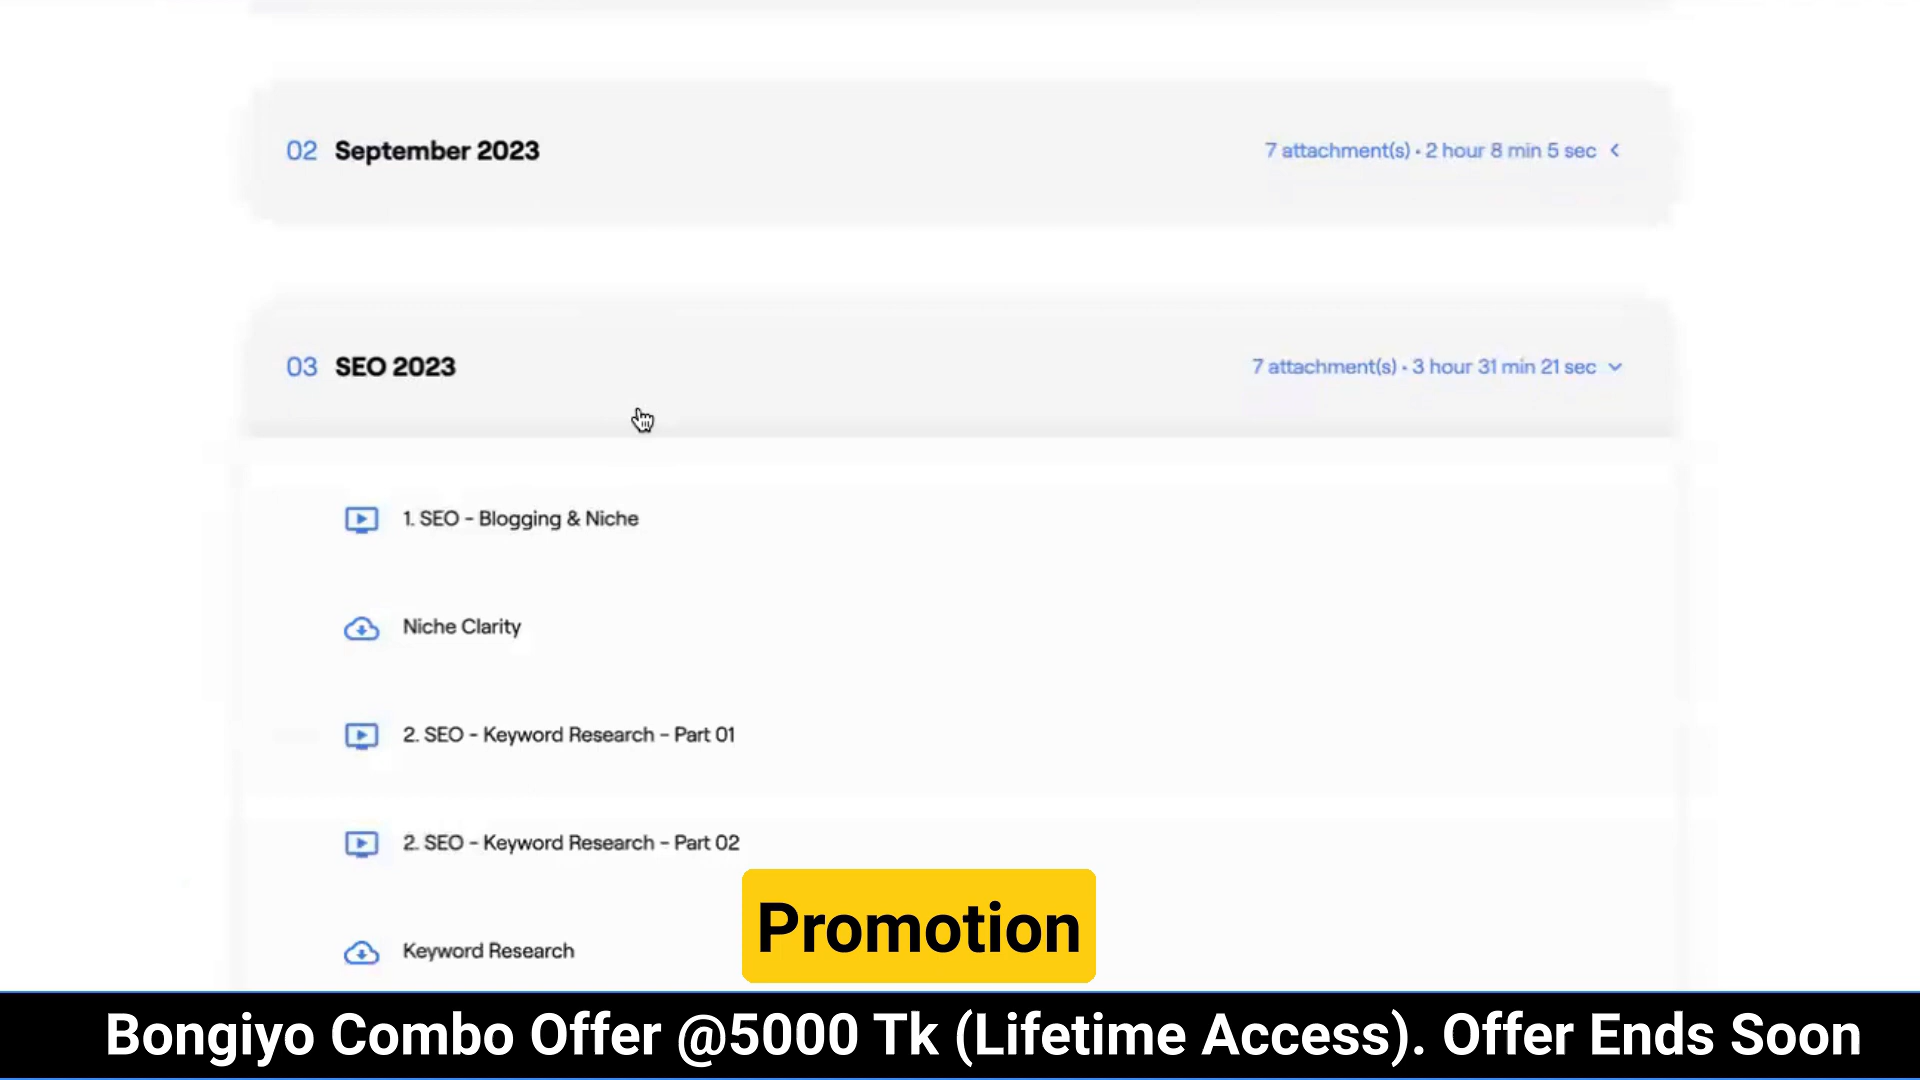 02 September 2023 7 attachment(s) • 2 hour 8 min 5 sec
03 SEO 2023 7 attachment(s) • 3 hour 31 min 21 sec
1. SEO - Blogging & Niche
Niche Clarity
2. SEO - Keyword Research - Part 01
2. SEO - Keyword Research - Part 02
Keyword Research
Promotion
Bongiyo Combo Offer @5000 Tk (Lifetime Access). Offer Ends Soon